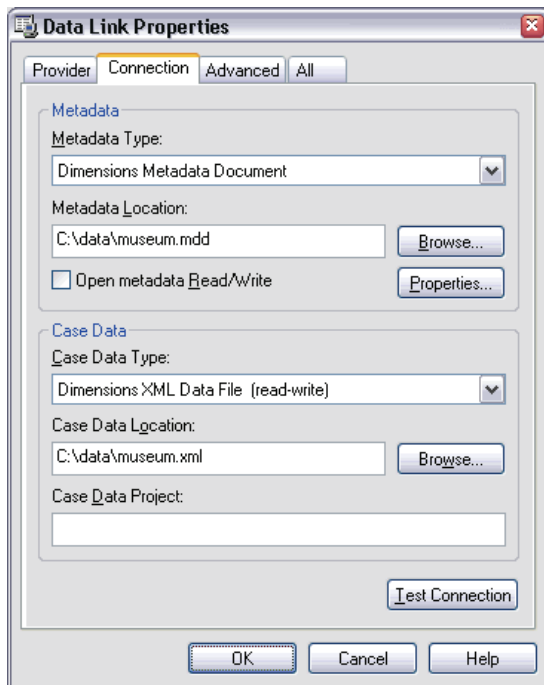 Data Link Properties
Provider Connection Advanced All
Metadata
Metadata Type:
Dimensions Metadata Document
Metadata Location:
C:\data\museum.mdd Browse...
Open metadata Read/Write Properties...
Case Data
Case Data Type:
Dimensions XML Data File (read-write)
Case Data Location:
C:\data\museum.xml Browse...
Case Data Project:
Test Connection
OK Cancel Help